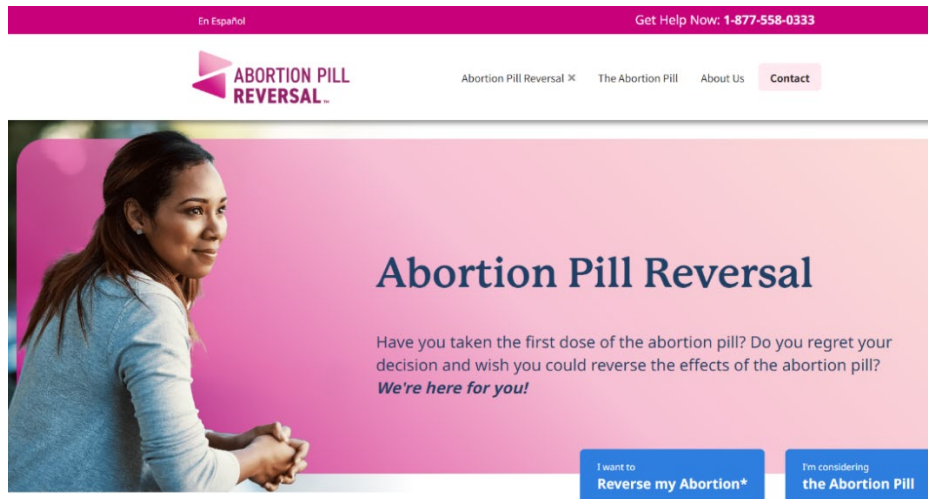 En Español
Get Help Now: 1-877-558-0333
ABORTION PILL
REVERSAL™
Abortion Pill Reversal ×
The Abortion Pill
About Us
Contact
Abortion Pill Reversal
Have you taken the first dose of the abortion pill? Do you regret your
decision and wish you could reverse the effects of the abortion pill?
We're here for you!
I want to
Reverse my Abortion*
I'm considering
the Abortion Pill